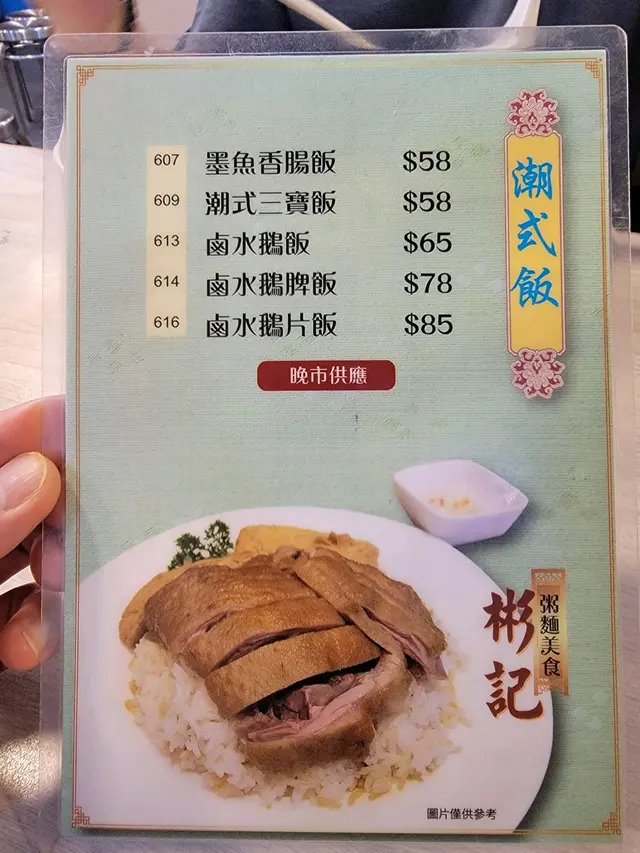 潮式飯
607 墨魚香腸飯 $58
609 潮式三寶飯 $58
613 鹵水鵝飯 $65
614 鹵水鵝脾飯 $78
616 鹵水鵝片飯 $85
晚市供應
彬記
粥麵美食
圖片僅供參考